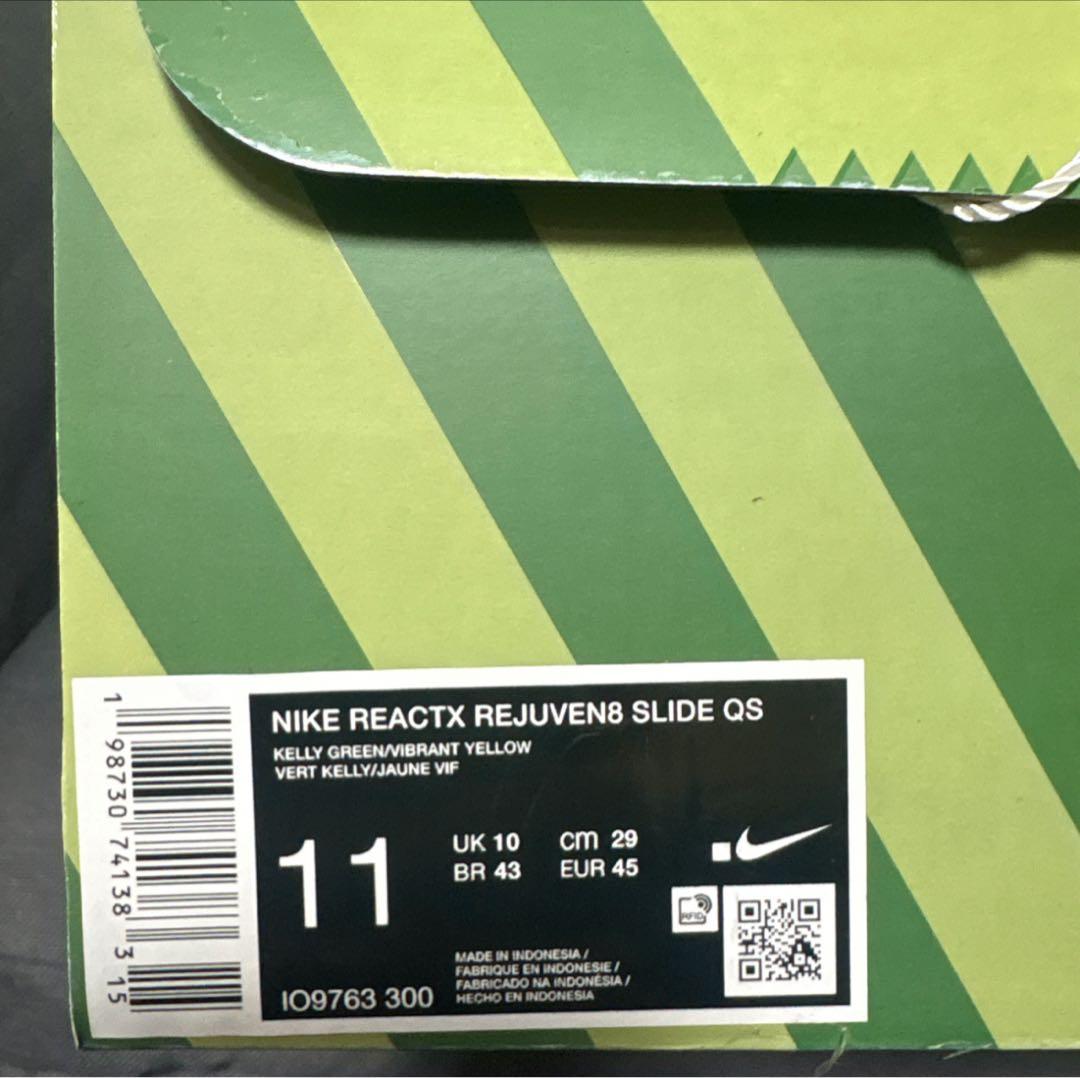 NIKE REACTX REJUVEN8 SLIDE QS
KELLY GREEN/VIBRANT YELLOW
VERT KELLY/JAUNE VIF
11
UK 10 CM 29
BR 43 EUR 45
RFID
MADE IN INDONESIA /
FABRIQUE EN INDONESIE /
FABRICADO NA INDONÉSIA /
HECHO EN INDONESIA
IO9763 300
1 98730 74138 3 15